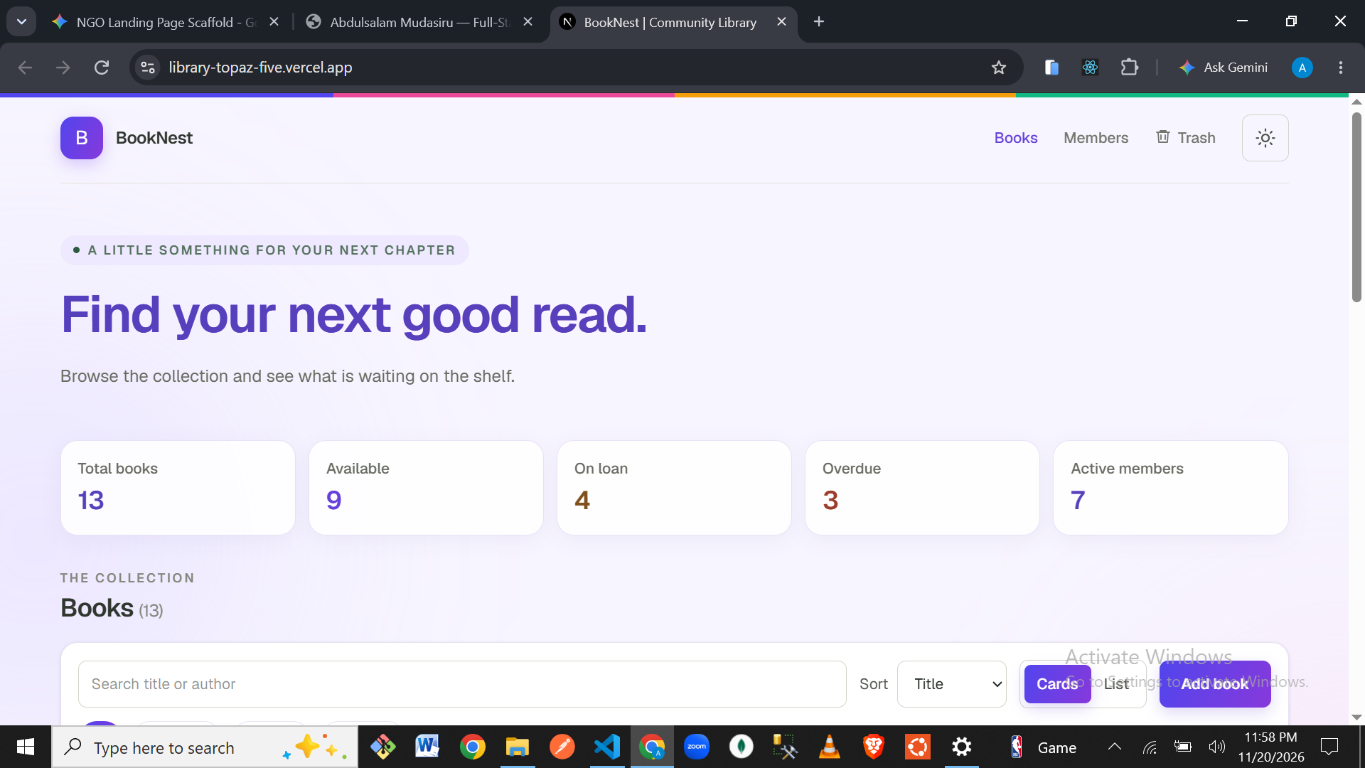 NGO Landing Page Scaffold - G
Abdulsalam Mudasiru — Full-St
N
BookNest | Community Library
library-topaz-five.vercel.app
Ask Gemini
A
B
BookNest
Books
Members
Trash
A LITTLE SOMETHING FOR YOUR NEXT CHAPTER
Find your next good read.
Browse the collection and see what is waiting on the shelf.
Total books
13
Available
9
On loan
4
Overdue
3
Active members
7
THE COLLECTION
Books (13)
Search title or author
Sort
Title
Cards
List
Add book
Activate Windows
Go to Settings to activate Windows.
Type here to search
zoom
Game
11:58 PM
11/20/2026